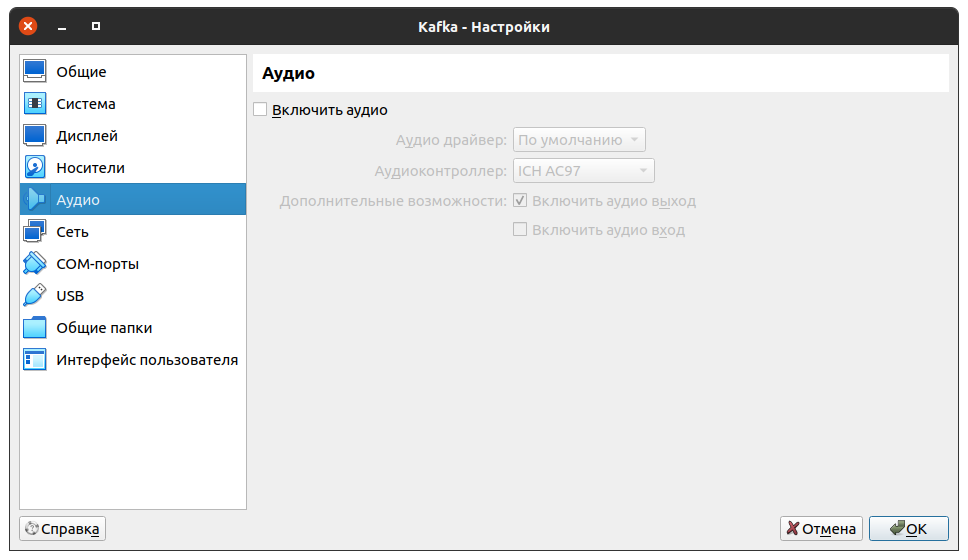 Kafka - Настройки
Общие
Система
Дисплей
Носители
Аудио
Сеть
COM-порты
USB
Общие папки
Интерфейс пользователя
Аудио
Включить аудио
Аудио драйвер: По умолчанию
Аудиоконтроллер: ICH AC97
Дополнительные возможности: Включить аудио выход
Включить аудио вход
Справка
Отмена
OK